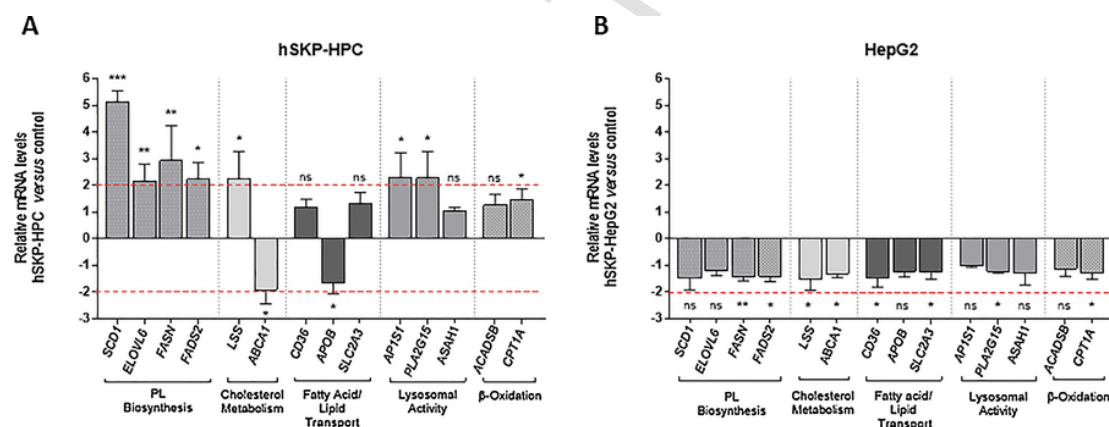 A
hSKP-HPC
Relative mRNA levels
hSKP-HPC versus control
6
5
4
3
2
1
0
-1
-2
-3
*** ** ** * * * ns * ns * * ns ns *
SCD1 ELOVL6 FASN FADS2 LSS ABCA1 CD36 APOB SLC2A3 AP1S1 PLA2G15 ASAH1 ACADSB CPT1A
PL
Biosynthesis
Cholesterol
Metabolism
Fatty Acid/
Lipid
Transport
Lysosomal
Activity
β-Oxidation
B
HepG2
Relative mRNA levels
hSKP-HepG2 versus control
6
5
4
3
2
1
0
-1
-2
-3
ns ns ** * * * * ns * ns * ns ns *
SCD1 ELOVL6 FASN FADS2 LSS ABCA1 CD36 APOB SLC2A3 AP1S1 PLA2G15 ASAH1 ACADSB CPT1A
PL
Biosynthesis
Cholesterol
Metabolism
Fatty acid/
Lipid
Transport
Lysosomal
Activity
β-Oxidation